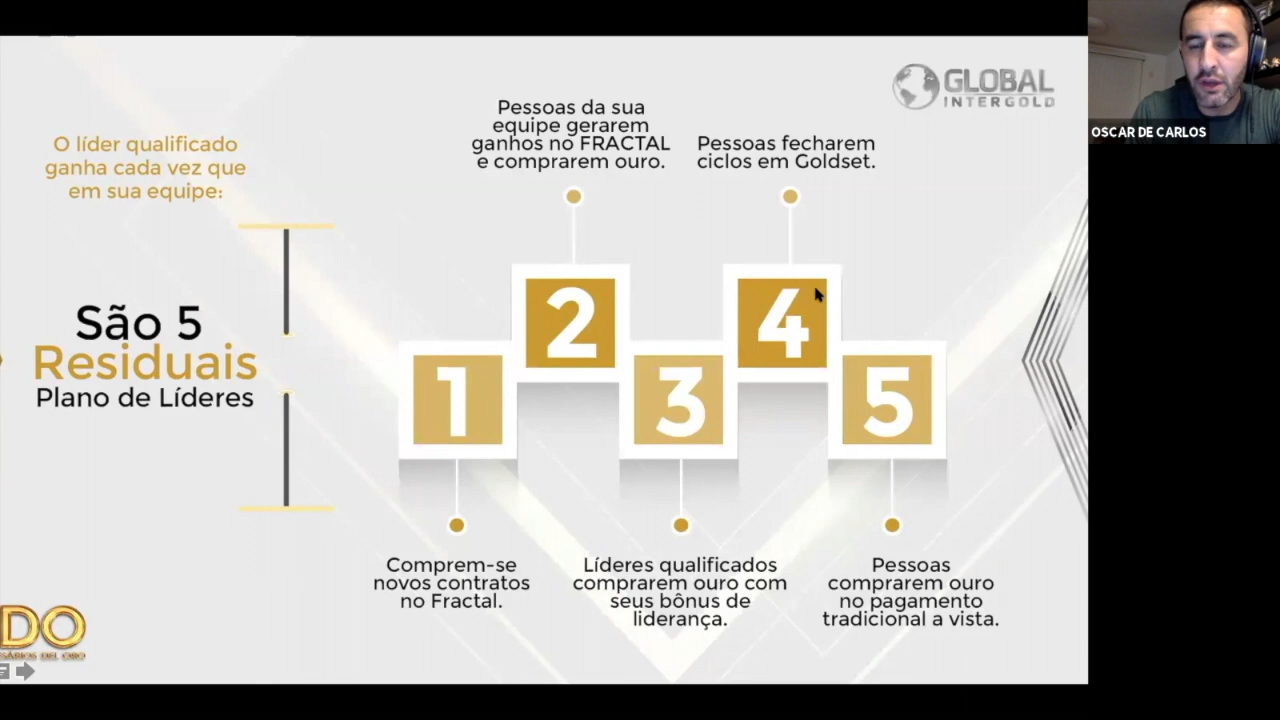 GLOBAL
INTERGOLD
OSCAR DE CARLOS
O líder qualificado
ganha cada vez que
em sua equipe:
São 5
Residuais
Plano de Líderes
Pessoas da sua
equipe gerarem
ganhos no FRACTAL
e comprarem ouro.
Pessoas fecharem
ciclos em Goldset.
1
2
3
4
5
Comprem-se
novos contratos
no Fractal.
Líderes qualificados
comprarem ouro com
seus bônus de
liderança.
Pessoas
comprarem ouro
no pagamento
tradicional a vista.
DO
DEL ORO